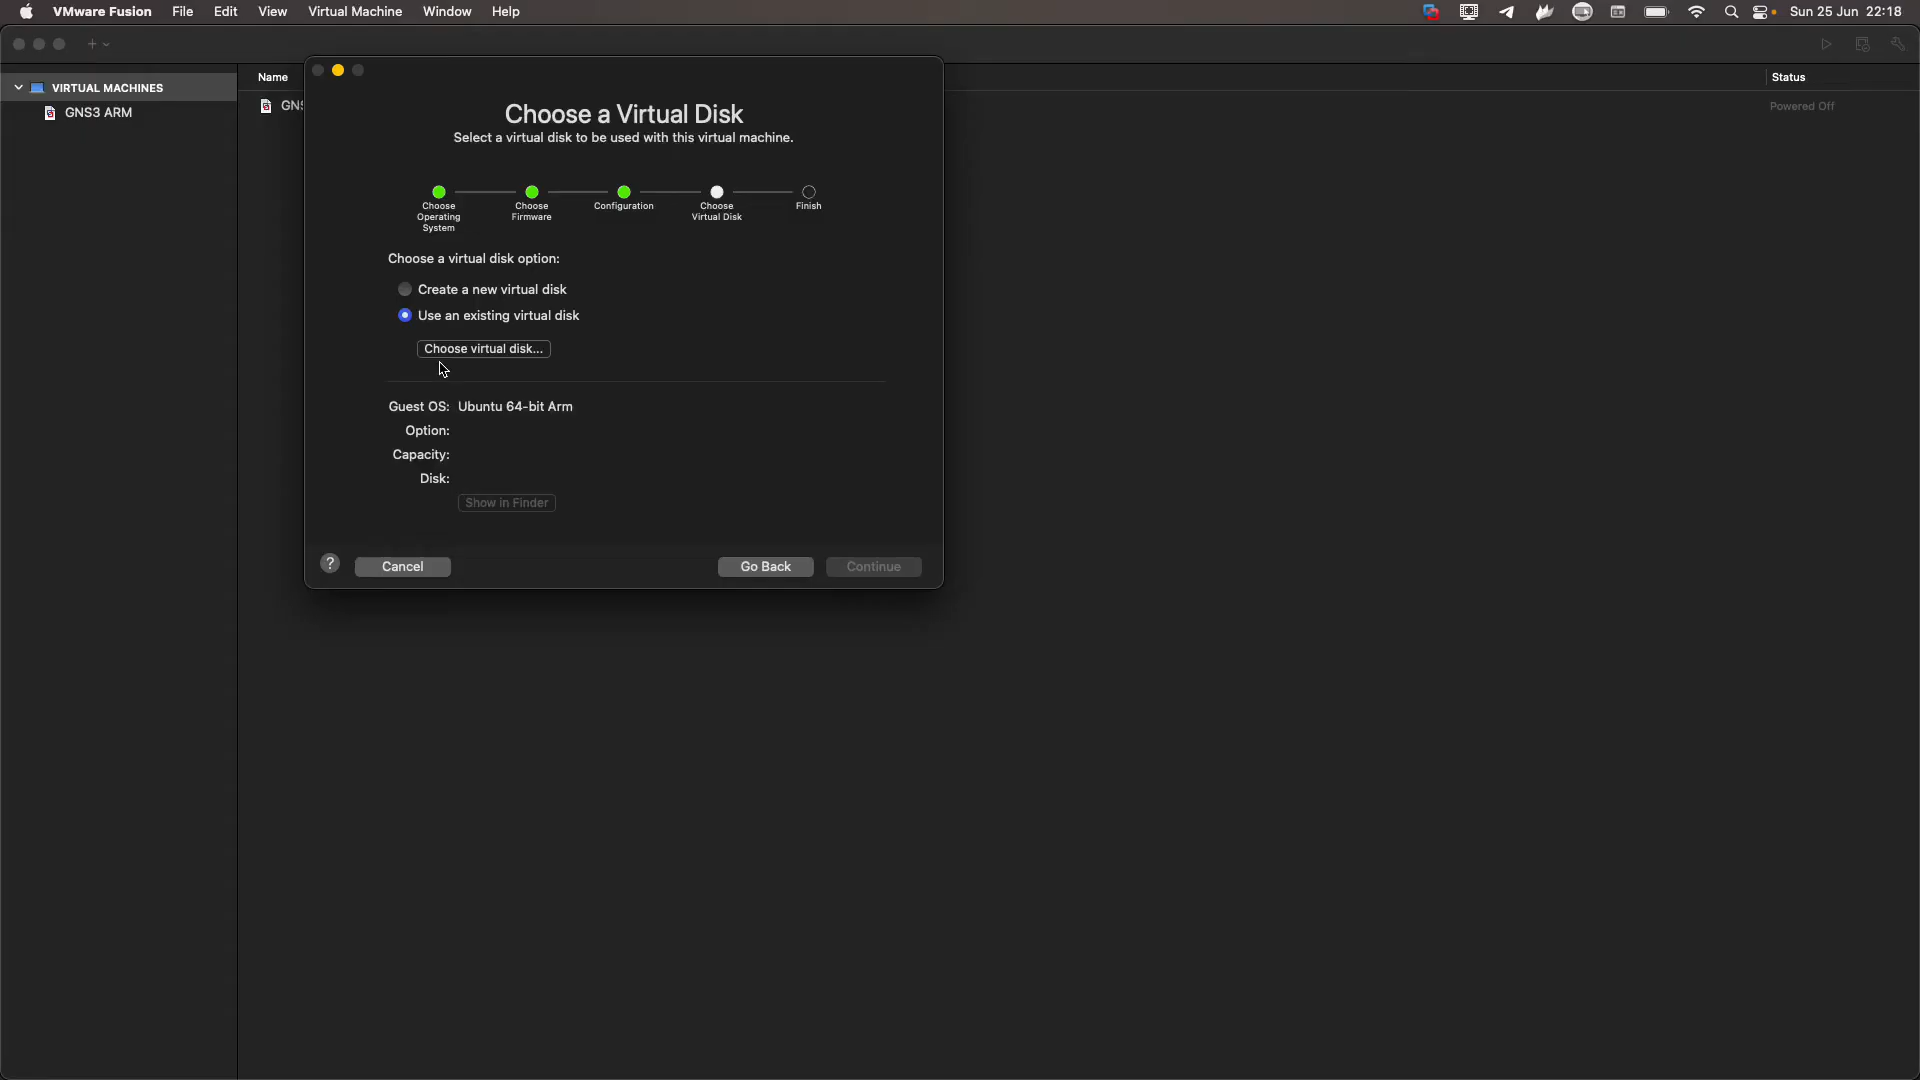 VMware Fusion File Edit View Virtual Machine Window Help Sun 25 Jun 22:18
VIRTUAL MACHINES
GNS3 ARM
Name Status
GNS Powered Off
Choose a Virtual Disk
Select a virtual disk to be used with this virtual machine.
Choose
Operating
System
Choose
Firmware
Configuration
Choose
Virtual Disk
Finish
Choose a virtual disk option:
Create a new virtual disk
Use an existing virtual disk
Choose virtual disk...
Guest OS: Ubuntu 64-bit Arm
Option:
Capacity:
Disk:
Show in Finder
? Cancel Go Back Continue